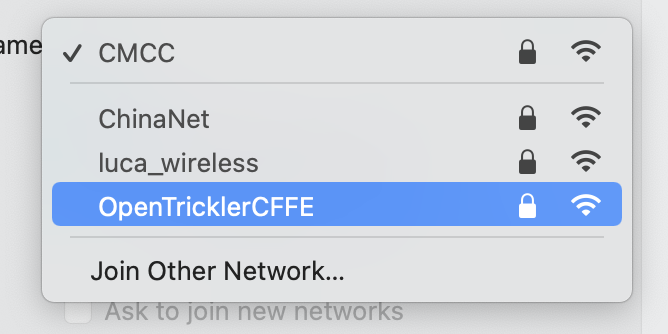 ame
CMCC
ChinaNet
luca_wireless
OpenTricklerCFFE
Join Other Network...
Ask to join new networks